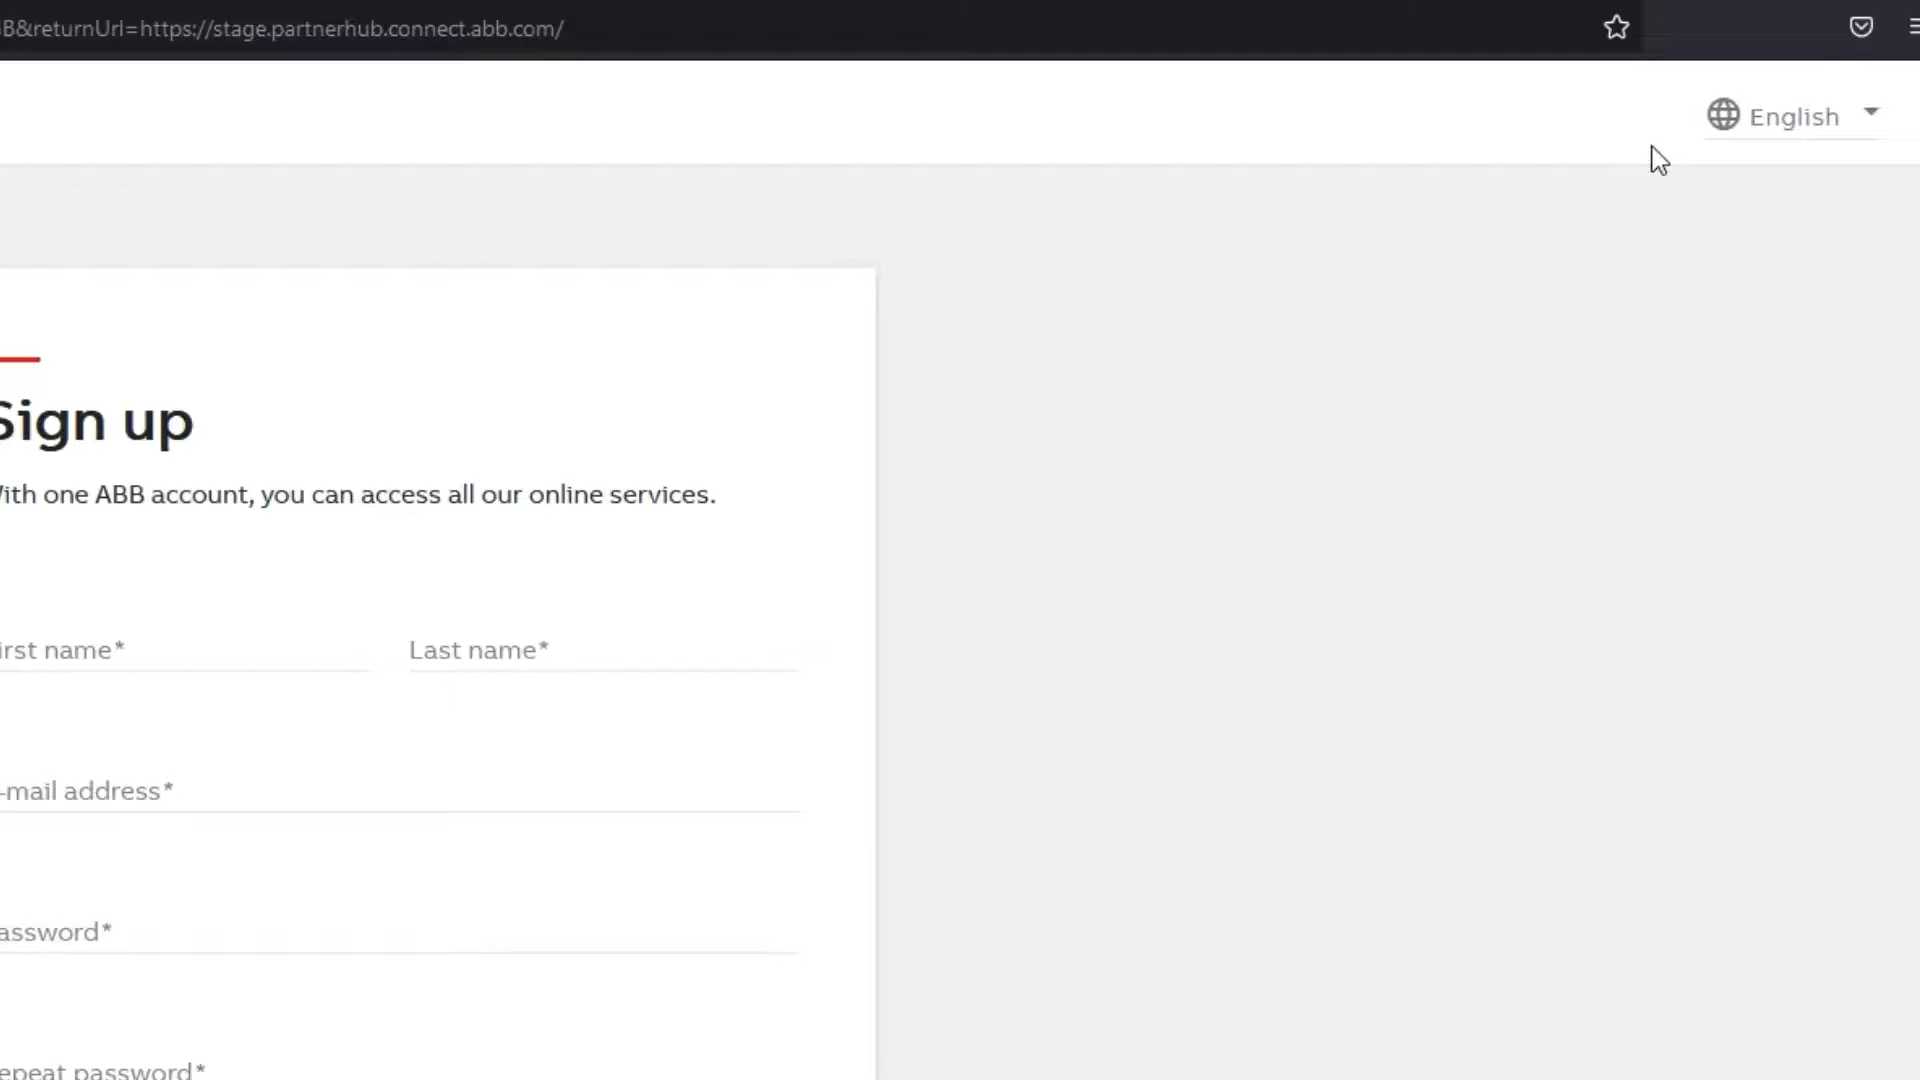 B&returnUrl=https://stage.partnerhub.connect.abb.com/
English
Sign up
With one ABB account, you can access all our online services.
irst name* Last name*
-mail address*
assword*
epeat password*